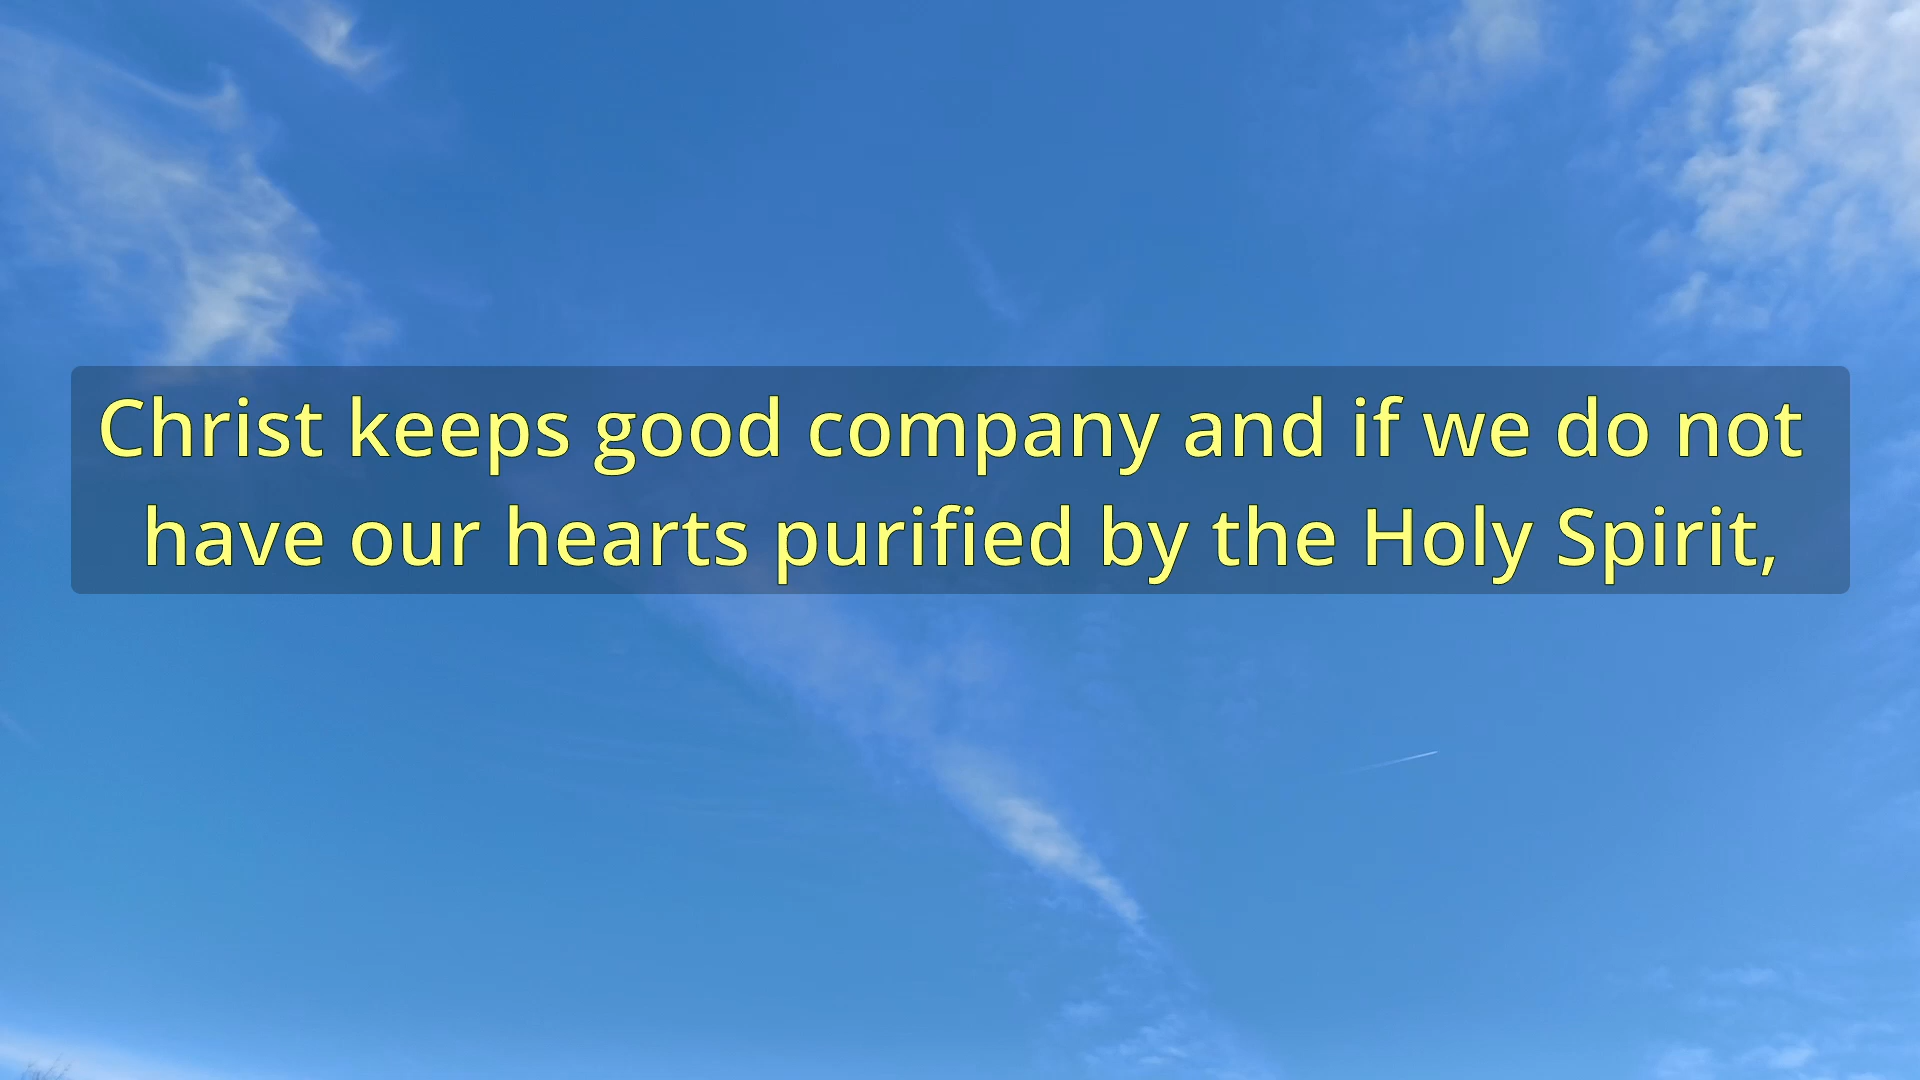 Christ keeps good company and if we do not
have our hearts purified by the Holy Spirit,